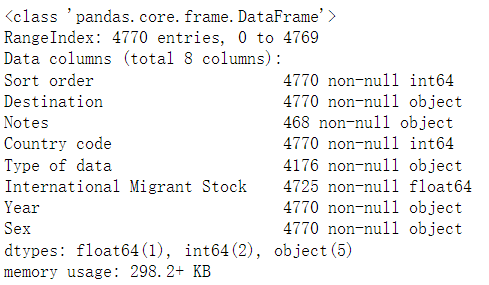 <class 'pandas.core.frame.DataFrame'>
RangeIndex: 4770 entries, 0 to 4769
Data columns (total 8 columns):
Sort order                       4770 non-null int64
Destination                      4770 non-null object
Notes                            468 non-null object
Country code                     4770 non-null int64
Type of data                     4176 non-null object
International Migrant Stock      4725 non-null float64
Year                             4770 non-null object
Sex                              4770 non-null object
dtypes: float64(1), int64(2), object(5)
memory usage: 298.2+ KB